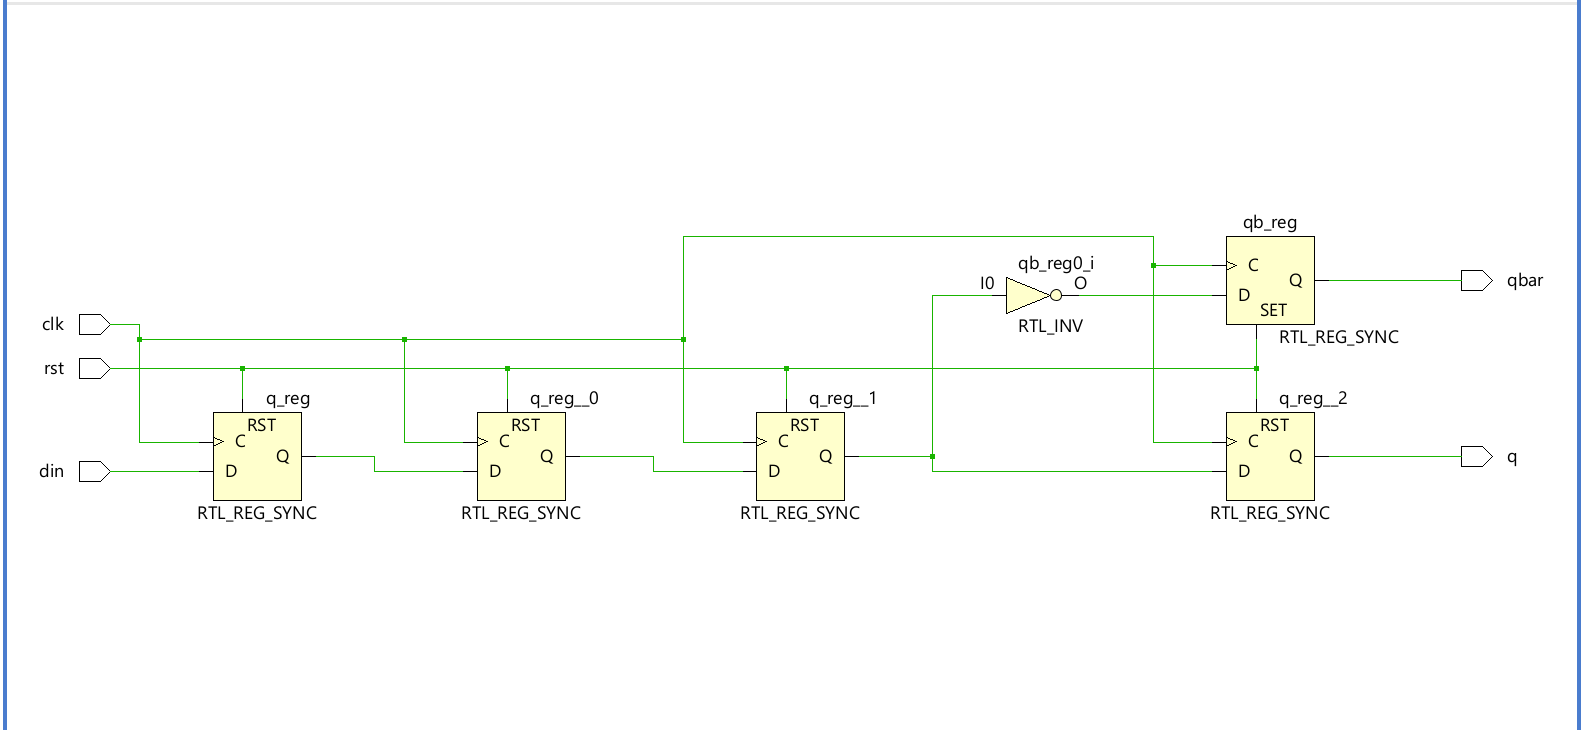 qb_reg
C
Q
D
SET
RTL_REG_SYNC
qbar
qb_reg0_i
I0
O
RTL_INV
clk
rst
din
q_reg
RST
C
Q
D
RTL_REG_SYNC
q_reg__0
RST
C
Q
D
RTL_REG_SYNC
q_reg__1
RST
C
Q
D
RTL_REG_SYNC
q_reg__2
RST
C
Q
D
RTL_REG_SYNC
q